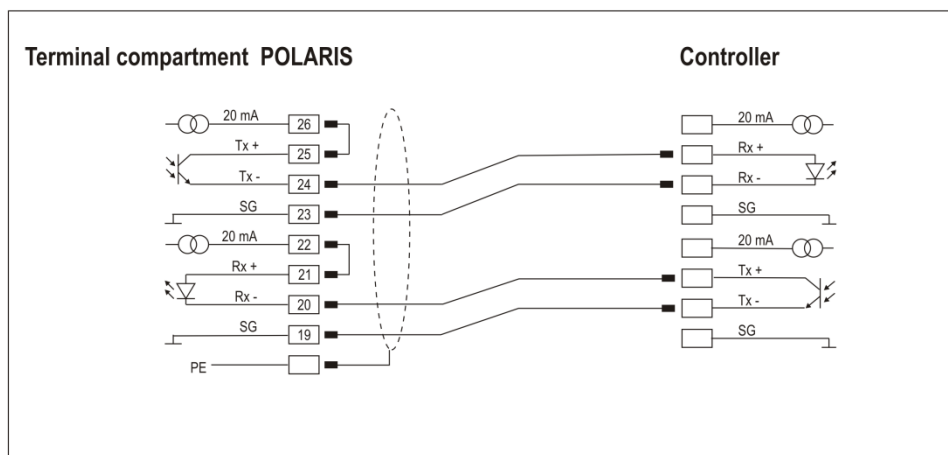 Terminal compartment POLARIS
Controller
20 mA 26
Tx + 25
Tx - 24
SG 23
20 mA 22
Rx + 21
Rx - 20
SG 19
PE
20 mA
Rx +
Rx -
SG
20 mA
Tx +
Tx -
SG